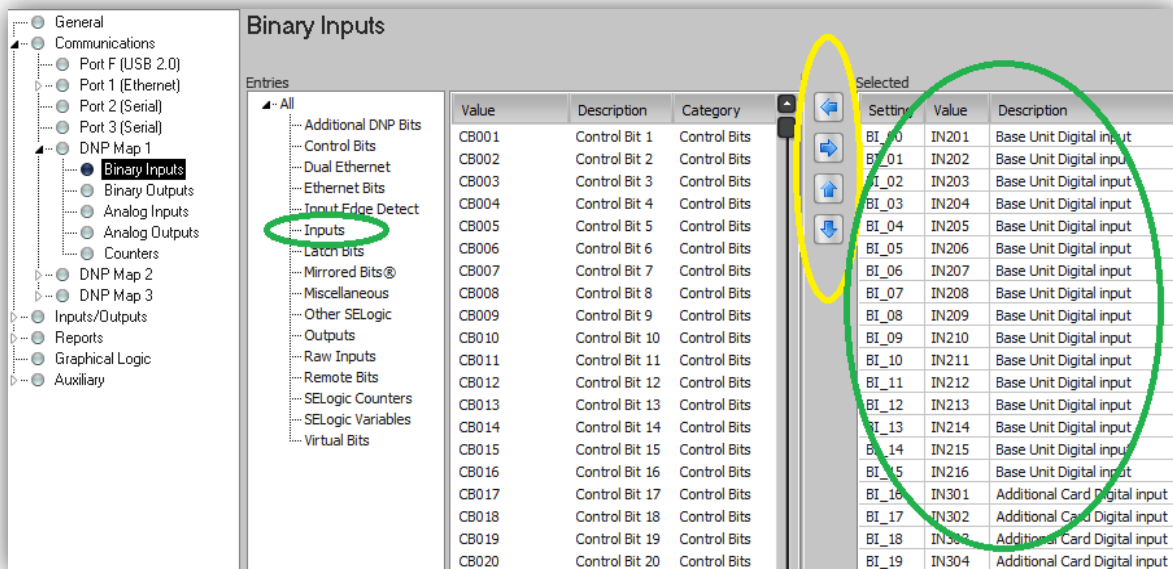 General
Communications
Port F (USB 2.0)
Port 1 (Ethernet)
Port 2 (Serial)
Port 3 (Serial)
DNP Map 1
Binary Inputs
Binary Outputs
Analog Inputs
Analog Outputs
Counters
DNP Map 2
DNP Map 3
Inputs/Outputs
Reports
Graphical Logic
Auxiliary
Binary Inputs
Entries
All
Additional DNP Bits
Control Bits
Dual Ethernet
Ethernet Bits
Input Edge Detect
Inputs
Latch Bits
Mirrored Bits®
Miscellaneous
Other SELogic
Outputs
Raw Inputs
Remote Bits
SELogic Counters
SELogic Variables
Virtual Bits
Value Description Category
CB001 Control Bit 1 Control Bits
CB002 Control Bit 2 Control Bits
CB003 Control Bit 3 Control Bits
CB004 Control Bit 4 Control Bits
CB005 Control Bit 5 Control Bits
CB006 Control Bit 6 Control Bits
CB007 Control Bit 7 Control Bits
CB008 Control Bit 8 Control Bits
CB009 Control Bit 9 Control Bits
CB010 Control Bit 10 Control Bits
CB011 Control Bit 11 Control Bits
CB012 Control Bit 12 Control Bits
CB013 Control Bit 13 Control Bits
CB014 Control Bit 14 Control Bits
CB015 Control Bit 15 Control Bits
CB016 Control Bit 16 Control Bits
CB017 Control Bit 17 Control Bits
CB018 Control Bit 18 Control Bits
CB019 Control Bit 19 Control Bits
CB020 Control Bit 20 Control Bits
Selected
Setting Value Description
BI_00 IN201 Base Unit Digital input
BI_01 IN202 Base Unit Digital input
BI_02 IN203 Base Unit Digital input
BI_03 IN204 Base Unit Digital input
BI_04 IN205 Base Unit Digital input
BI_05 IN206 Base Unit Digital input
BI_06 IN207 Base Unit Digital input
BI_07 IN208 Base Unit Digital input
BI_08 IN209 Base Unit Digital input
BI_09 IN210 Base Unit Digital input
BI_10 IN211 Base Unit Digital input
BI_11 IN212 Base Unit Digital input
BI_12 IN213 Base Unit Digital input
BI_13 IN214 Base Unit Digital input
BI_14 IN215 Base Unit Digital input
BI_15 IN216 Base Unit Digital input
BI_16 IN301 Additional Card Digital input
BI_17 IN302 Additional Card Digital input
BI_18 IN303 Additional Card Digital input
BI_19 IN304 Additional Card Digital input